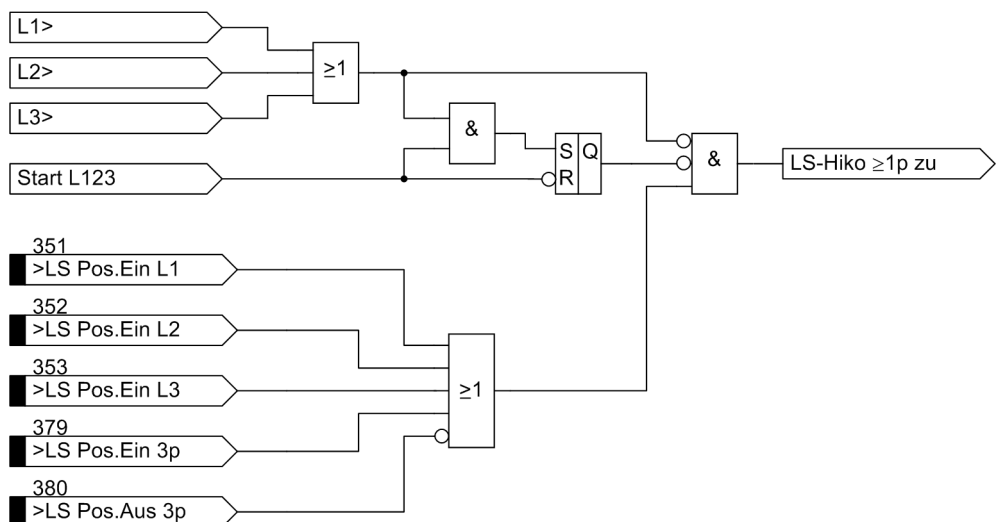 L1>
L2>
≥1
L3>
&
S Q
R
&
LS-Hiko ≥1p zu
Start L123
351
>LS Pos.Ein L1
352
>LS Pos.Ein L2
353
>LS Pos.Ein L3
≥1
379
>LS Pos.Ein 3p
380
>LS Pos.Aus 3p